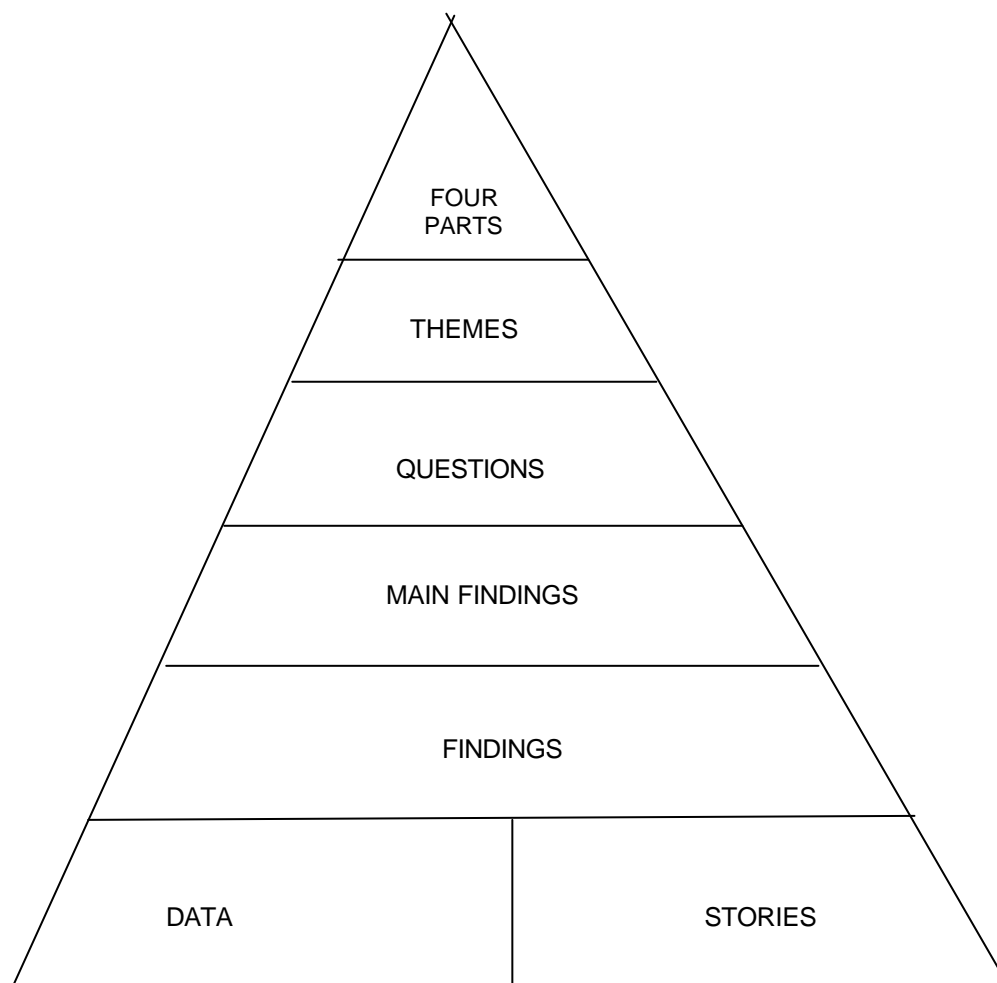 FOUR
PARTS
THEMES
QUESTIONS
MAIN FINDINGS
FINDINGS
DATA
STORIES